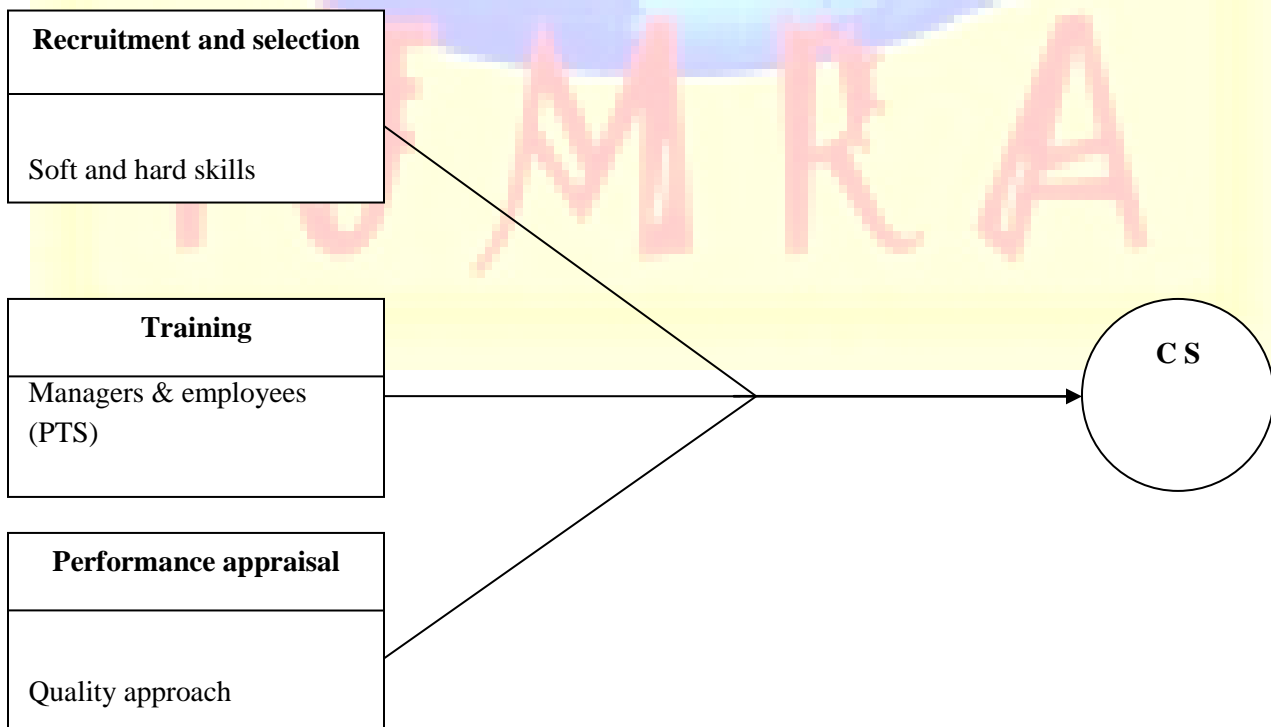 Recruitment and selection
Soft and hard skills
Training
Managers & employees
(PTS)
Performance appraisal
Quality approach
C S